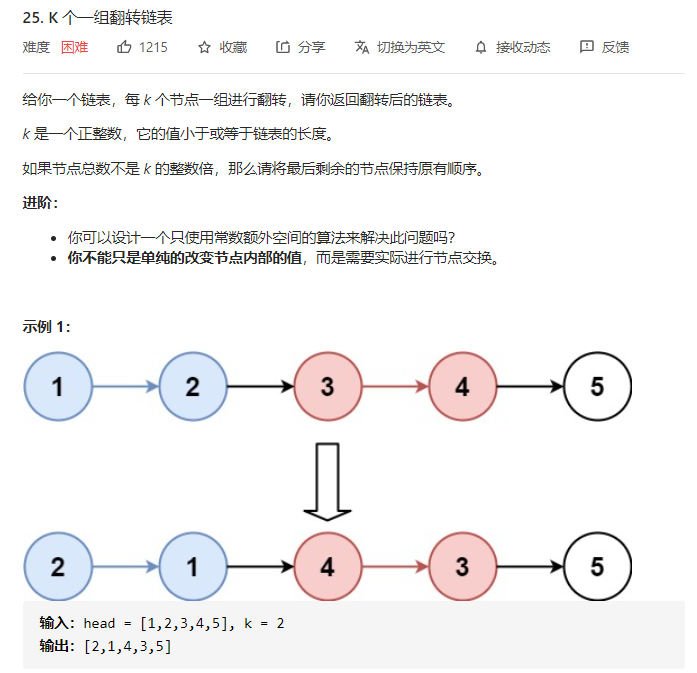 25. K 个一组翻转链表
难度 困难 1215 收藏 分享 切换为英文 接收动态 反馈
给你一个链表，每 k 个节点一组进行翻转，请你返回翻转后的链表。
k 是一个正整数，它的值小于或等于链表的长度。
如果节点总数不是 k 的整数倍，那么请将最后剩余的节点保持原有顺序。
进阶：
• 你可以设计一个只使用常数额外空间的算法来解决此问题吗？
• 你不能只是单纯的改变节点内部的值，而是需要实际进行节点交换。
示例 1：
1 2 3 4 5
2 1 4 3 5
输入：head = [1,2,3,4,5], k = 2
输出：[2,1,4,3,5]